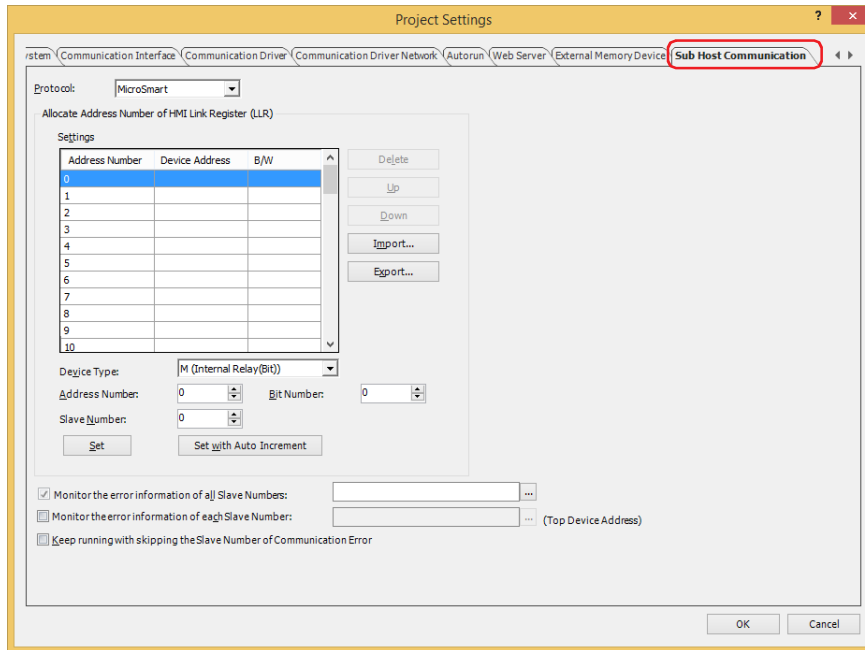 Project Settings
? ×
stem Communication Interface Communication Driver Communication Driver Network Autorun Web Server External Memory Device Sub Host Communication
Protocol: MicroSmart
Allocate Address Number of HMI Link Register (LLR)
Settings
Address Number Device Address B/W
0
1
2
3
4
5
6
7
8
9
10
Delete
Up
Down
Import...
Export...
Device Type: M (Internal Relay(Bit))
Address Number: 0 Bit Number: 0
Slave Number: 0
Set Set with Auto Increment
Monitor the error information of all Slave Numbers: ...
Monitor the error information of each Slave Number: ... (Top Device Address)
Keep running with skipping the Slave Number of Communication Error
OK Cancel